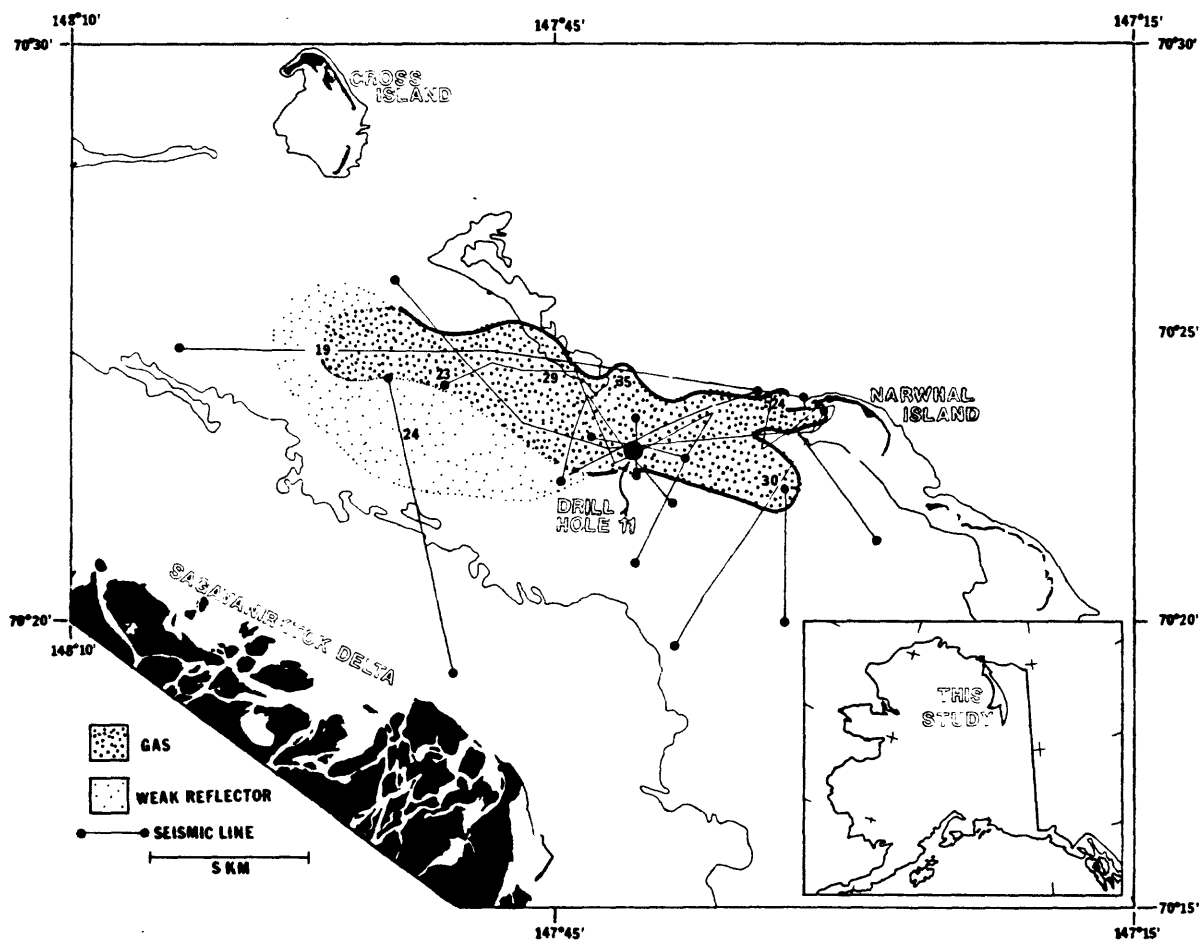 148°10'
147°45'
147°15'
70°30'
70°30'
CROSS
ISLAND
70°25'
70°25'
19
23
29
35
24
NARWHAL
ISLAND
24
30
DRILL
HOLE 11
SAGAVANIRKTOK DELTA
70°20'
70°20'
148°10'
THIS
STUDY
GAS
WEAK REFLECTOR
SEISMIC LINE
5 KM
70°15'
147°45'
147°15'